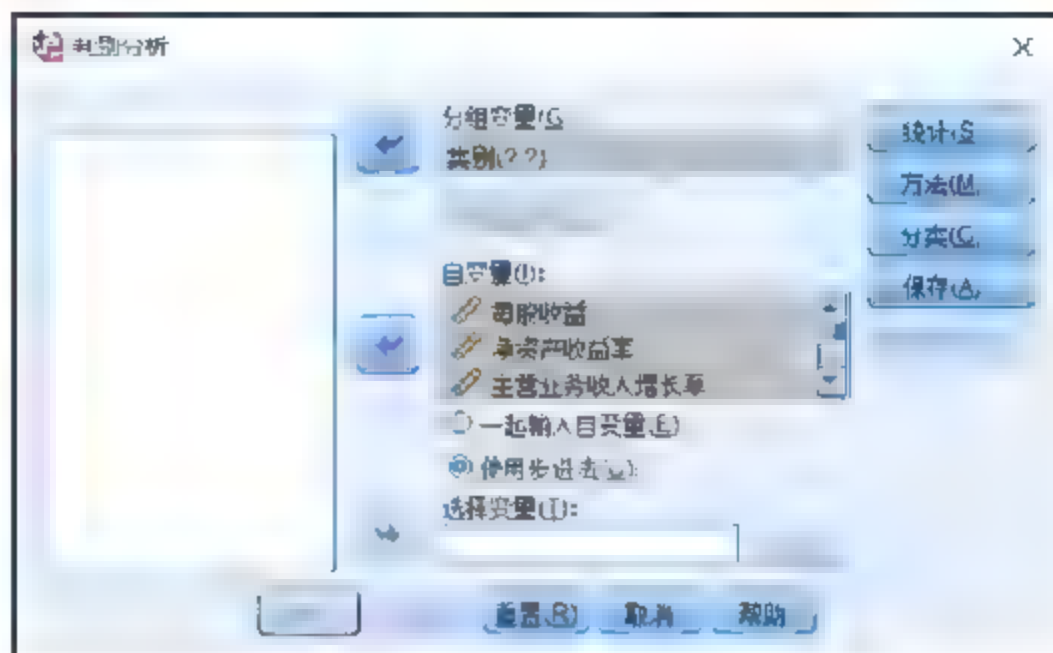 判别分析
分组变量(G
类别(? ?)
统计(S
方法(M.
分类(C.
保存(A)
自变量(I):
每股收益
净资产收益率
主营业务收入增长率
一起输入自变量(E)
使用步进法(U)
选择变量(T):
重置(R)
取消
帮助